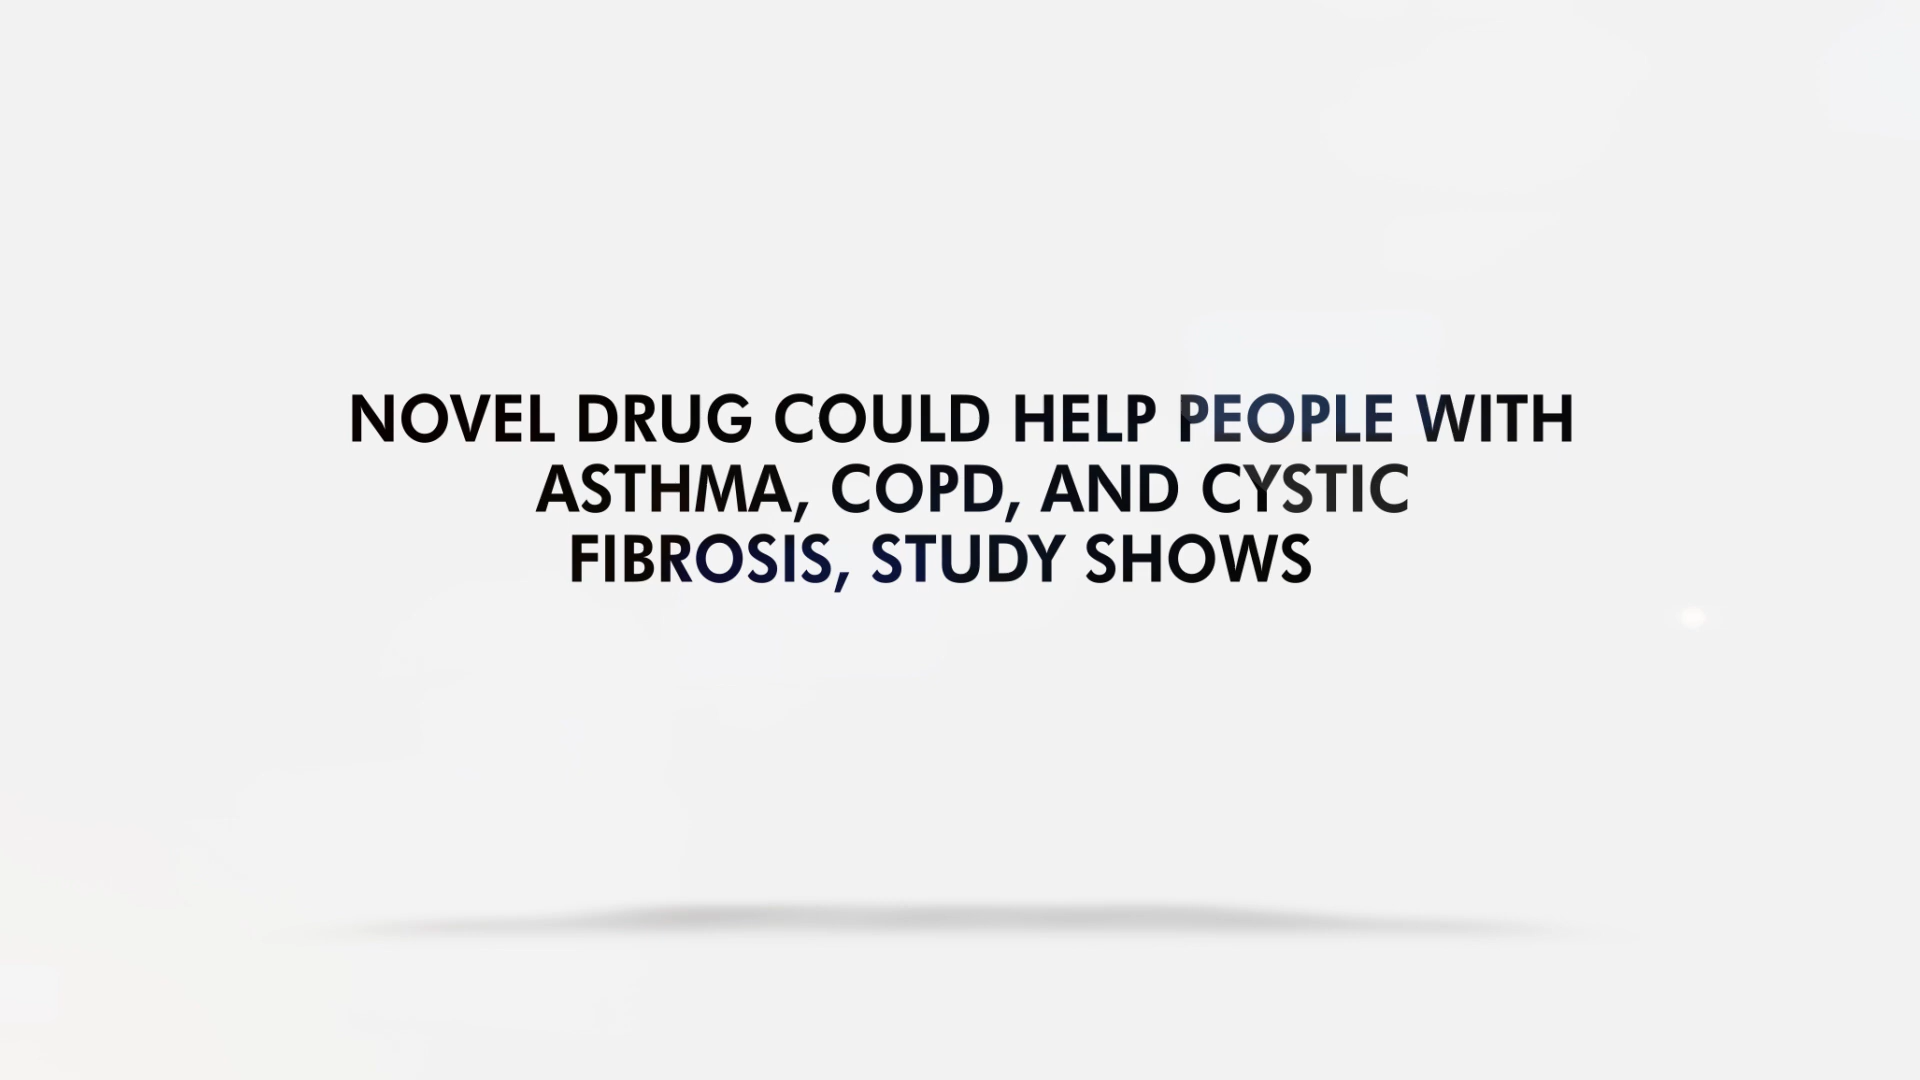 NOVEL DRUG COULD HELP PEOPLE WITH
ASTHMA, COPD, AND CYSTIC
FIBROSIS, STUDY SHOWS